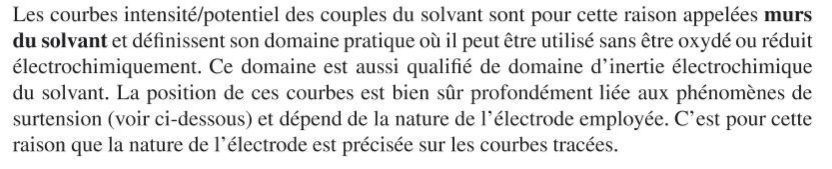 Les courbes intensité/potentiel des couples du solvant sont pour cette raison appelées murs
du solvant et définissent son domaine pratique où il peut être utilisé sans être oxydé ou réduit
électrochimiquement. Ce domaine est aussi qualifié de domaine d’inertie électrochimique
du solvant. La position de ces courbes est bien sûr profondément liée aux phénomènes de
surtension (voir ci-dessous) et dépend de la nature de l’électrode employée. C’est pour cette
raison que la nature de l’électrode est précisée sur les courbes tracées.